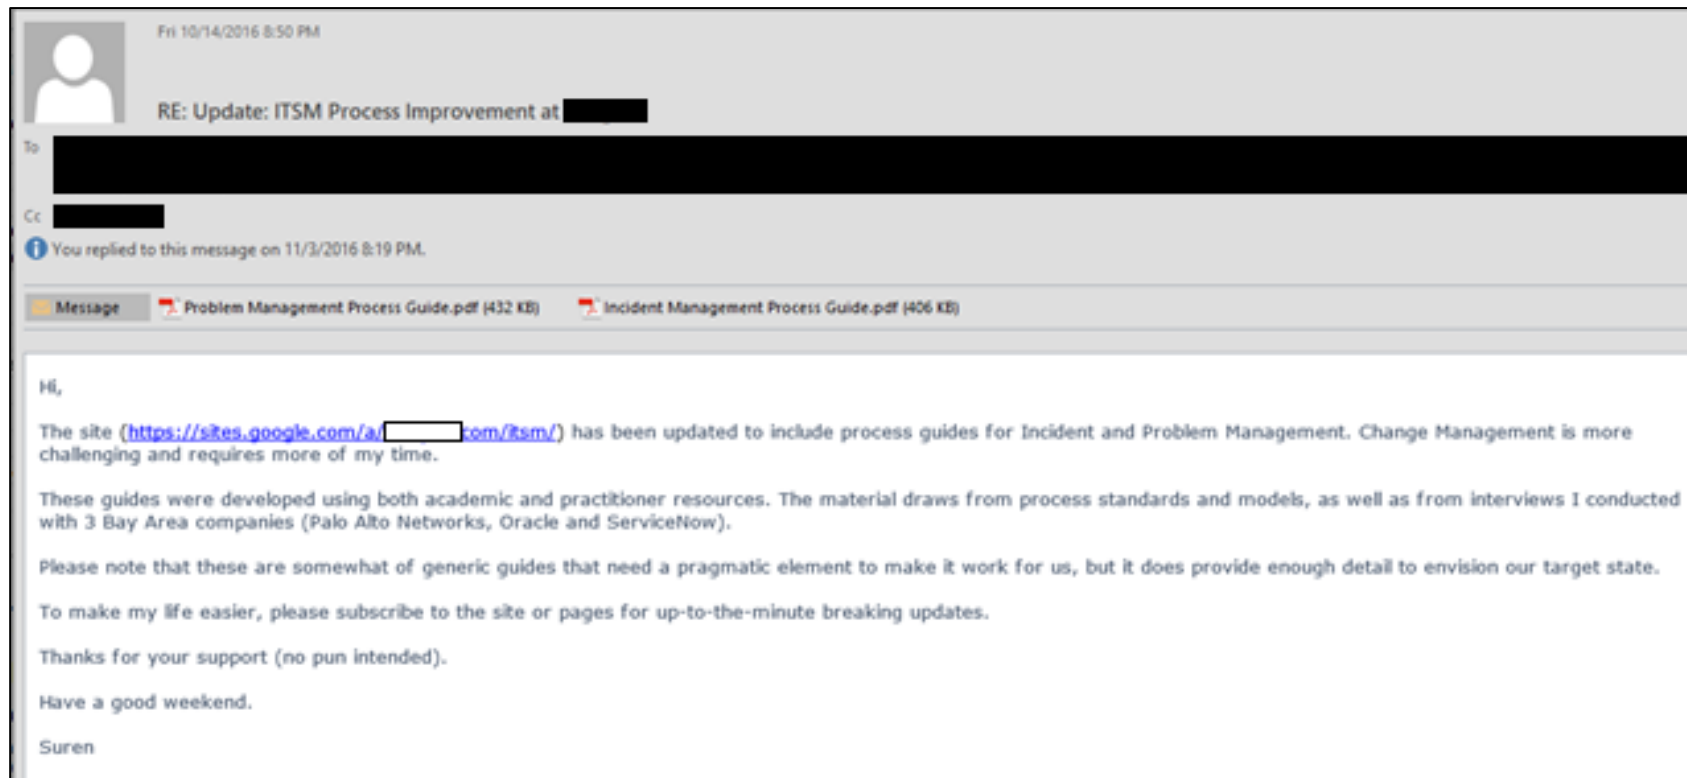 Fri 10/14/2016 8:50 PM
RE: Update: ITSM Process Improvement at
To
Cc
You replied to this message on 11/3/2016 8:19 PM.
Message Problem Management Process Guide.pdf (432 KB) Incident Management Process Guide.pdf (406 KB)
Hi,
The site (https://sites.google.com/a/ com/itsm/) has been updated to include process guides for Incident and Problem Management. Change Management is more
challenging and requires more of my time.
These guides were developed using both academic and practitioner resources. The material draws from process standards and models, as well as from interviews I conducted
with 3 Bay Area companies (Palo Alto Networks, Oracle and ServiceNow).
Please note that these are somewhat of generic guides that need a pragmatic element to make it work for us, but it does provide enough detail to envision our target state.
To make my life easier, please subscribe to the site or pages for up-to-the-minute breaking updates.
Thanks for your support (no pun intended).
Have a good weekend.
Suren